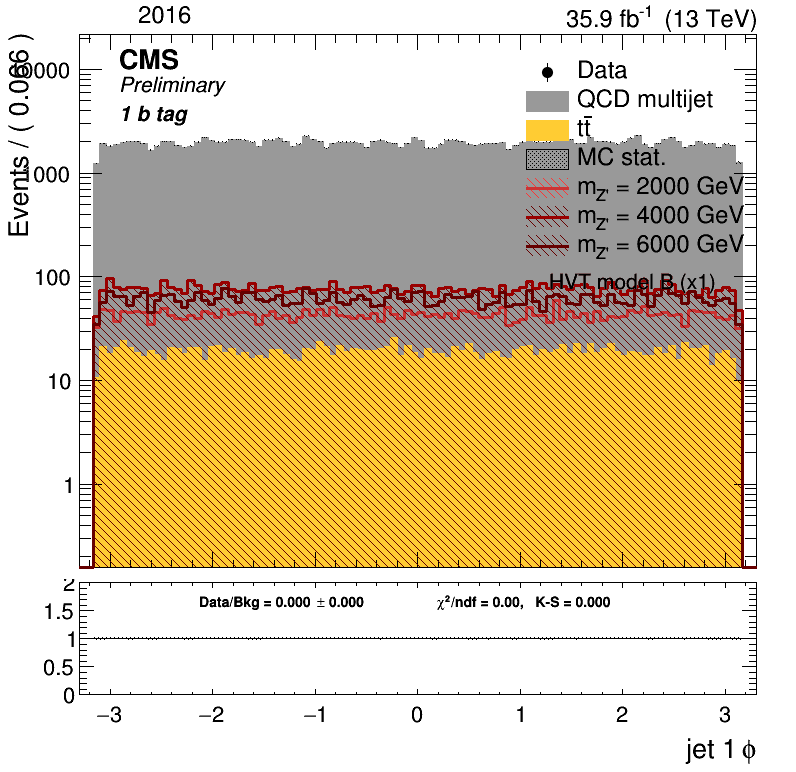 2016 35.9 fb⁻¹ (13 TeV)
CMS
Preliminary
1 b tag
Data
QCD multijet
tt̄
MC stat.
m_Z' = 2000 GeV
m_Z' = 4000 GeV
m_Z' = 6000 GeV
HVT model B (x1)
Events / ( 0.066 )
10000
1000
100
10
1
Data/Bkg = 0.000 ± 0.000 χ²/ndf = 0.00, K-S = 0.000
2
1.5
1
0.5
0
−3 −2 −1 0 1 2 3
jet 1 ϕ